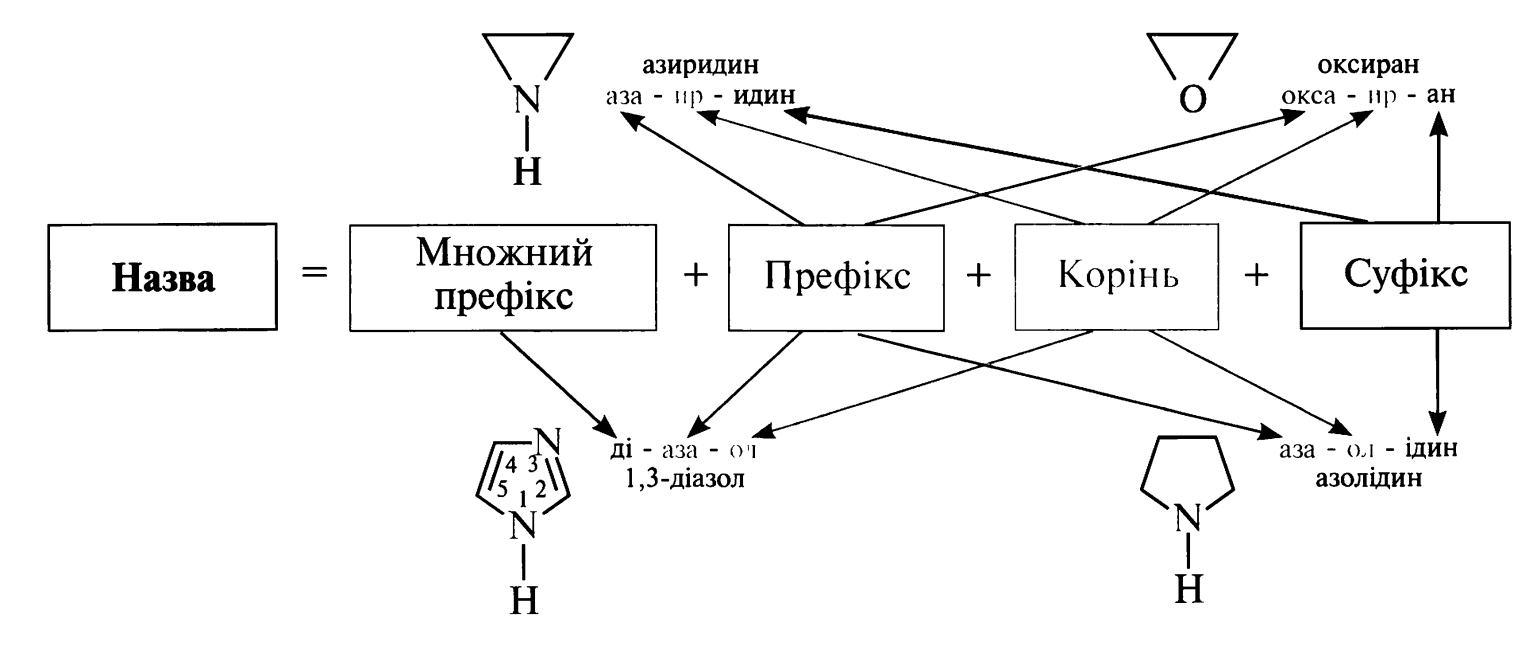 азиридин
аза - ир - идин
N
H
оксиран
окса - ир - ан
O
Назва = Множний префікс + Префікс + Корінь + Суфікс
ді - аза - ол
1,3-діазол
N
4 3
5 2
1
N
H
аза - ол - ідин
азолідин
N
H